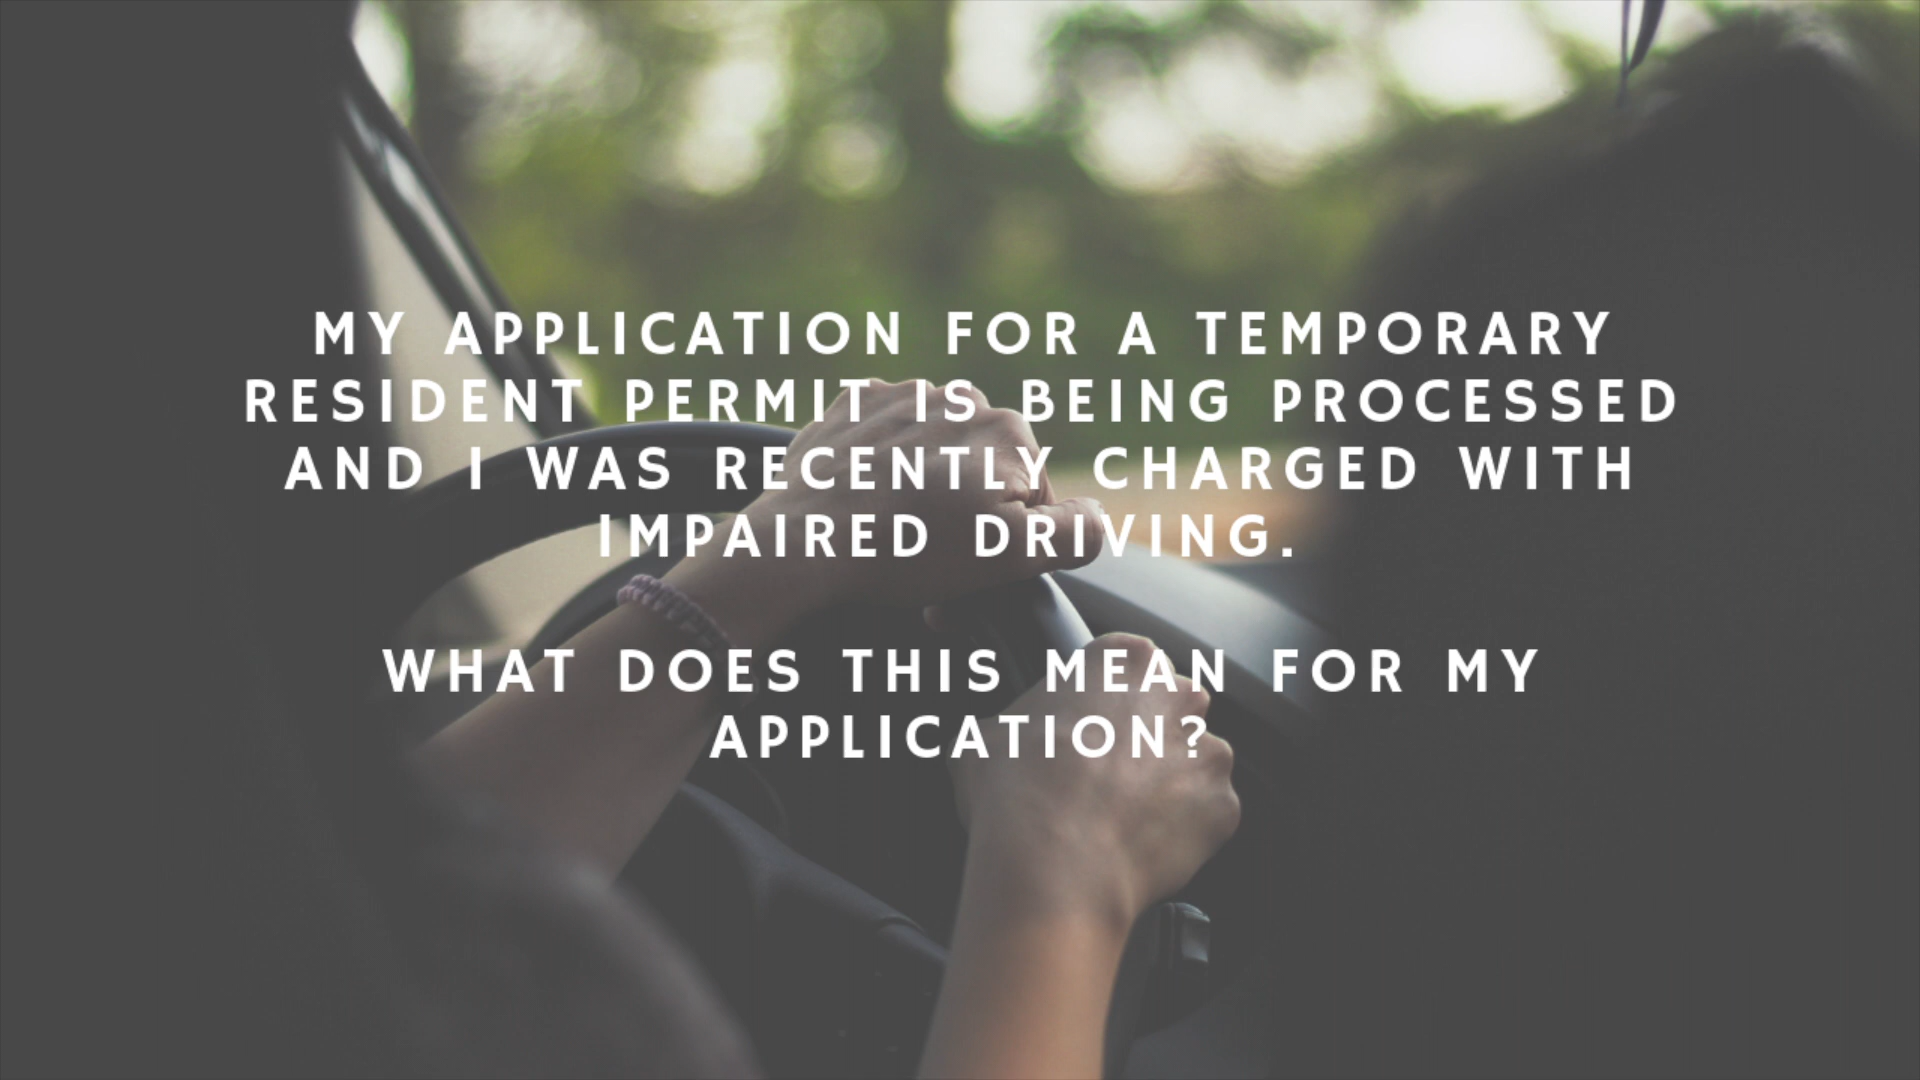 MY APPLICATION FOR A TEMPORARY
RESIDENT PERMIT IS BEING PROCESSED
AND I WAS RECENTLY CHARGED WITH
IMPAIRED DRIVING.
WHAT DOES THIS MEAN FOR MY
APPLICATION?